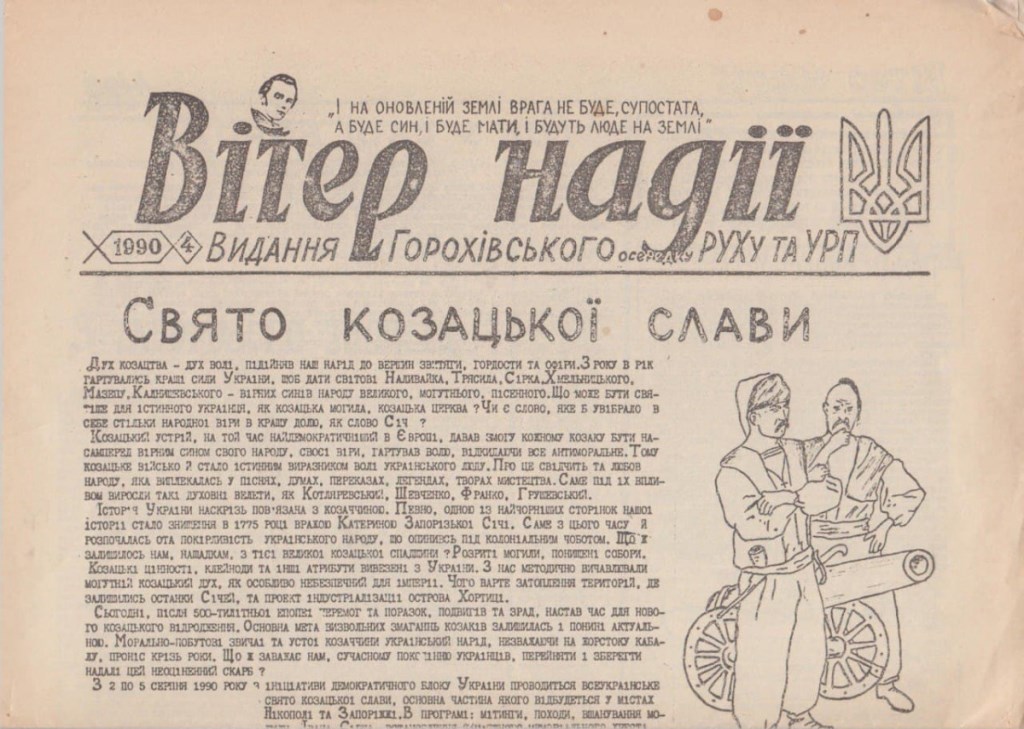 „І НА ОНОВЛЕНІЙ ЗЕМЛІ ВРАГА НЕ БУДЕ, СУПОСТАТА,
А БУДЕ СИН, І БУДЕ МАТИ, І БУДУТЬ ЛЮДЕ НА ЗЕМЛІ"
Вітер надії
1990 4 Видання Горохівського осередку РУХу та УРП
Свято козацької слави
Дух козацтва - дух волі, підіймяв наш нарід до вершин звитяги, гордости та офіри.З року в рік
гартувались кращі сили України, щоб дати світові Наливайка, Трясила, Сірка, Хмельницького,
Мазепу, Калнишевського - вірних синів народу великого, могутнього, пісенного. Що може бути свя-
тіше для істинного українця, як козацька могила, козацька церква ? Чи є слово, яке б увібрало в
себе стільки народної віри в кращу долю, як слово Січ ?
Козацький устрій, на той час найдемократичніший в Європі, давав змогу кожному козаку бути на-
самперед вірним сином свого народу, своєї віри, гартував волю, відкидаючи все антиморальне. Тому
козацьке військо й стало істинним виразником волі українського люду. Про це свідчить та любов
народу, яка виплекалась у піснях, думах, переказах, легендах, творах мистецтва. Саме під їх впли-
вом виросли такі духовні велети, як Котляревський, Шевченко, Франко, Грушевський.
Історія України наскрізь пов'язана з козаччиною. Певно, одною із найчорніших сторінок нашої
історії стало знищення в 1775 році вражою Катериною Запорізької Січі. Саме з цього часу й
розпочалась ота покірливість українського народу, що опинивсь під колоніальним чоботом. Що ж
залишилось нам, нащадкам, з тієї великої козацької спадщини ? Розриті могили, понищені собори.
Козацькі цінності, клейноди та інші атрибути вивезені з України. З нас методично вичавлювали
могутній козацький дух, як особливо небезпечний для імперії. Чого варте затоплення територій, де
залишились останки Січей, та проект індустріалізації острова Хортиці.
Сьогодні, після 500-тилітньої епопеї перемог та поразок, подвигів та зрад, настав час для ново-
го козацького відродження. Основна мета визвольних змагань козаків залишилась і понині актуаль-
ною. Морально-побутові звичаї та устої козаччини український нарід, незважаючи на жорстоку каба-
лу, проніс крізь роки. Що ж заважає нам, сучасному поколінню українців, перейняти і зберегти
надалі цей неоціненний скарб ?
З 2 по 5 серпня 1990 року з ініціативи демократичного блоку України проводиться всеукраїнське
свято козацької слави, основна частина якого відбудеться у містах
Нікополі та Запоріжжі. В програмі: мітинги, походи, вшанування мо-